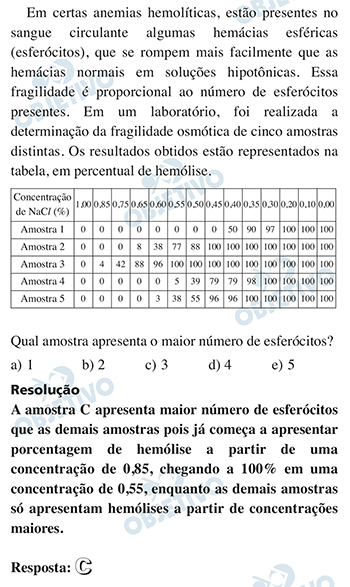 Em certas anemias hemolíticas, estão presentes no
sangue circulante algumas hemácias esféricas
(esferócitos), que se rompem mais facilmente que as
hemácias normais em soluções hipotônicas. Essa
fragilidade é proporcional ao número de esferócitos
presentes. Em um laboratório, foi realizada a
determinação da fragilidade osmótica de cinco amostras
distintas. Os resultados obtidos estão representados na
tabela, em percentual de hemólise.
Concentração de NaCl (%) 1,00 0,85 0,75 0,65 0,60 0,55 0,50 0,45 0,40 0,35 0,30 0,20 0,10 0,00
Amostra 1 0 0 0 0 0 0 0 0 50 90 97 100 100 100
Amostra 2 0 0 0 8 38 77 88 100 100 100 100 100 100 100
Amostra 3 0 4 42 88 96 100 100 100 100 100 100 100 100 100
Amostra 4 0 0 0 0 0 5 39 79 79 98 100 100 100 100
Amostra 5 0 0 0 0 3 38 55 96 96 100 100 100 100 100
Qual amostra apresenta o maior número de esferócitos?
a) 1 b) 2 c) 3 d) 4 e) 5
Resolução
A amostra C apresenta maior número de esferócitos
que as demais amostras pois já começa a apresentar
porcentagem de hemólise a partir de uma
concentração de 0,85, chegando a 100% em uma
concentração de 0,55, enquanto as demais amostras
só apresentam hemólises a partir de concentrações
maiores.
Resposta: C